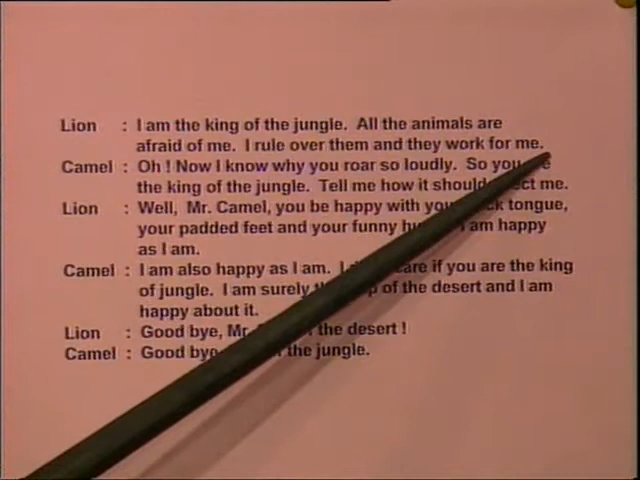 Lion : I am the king of the jungle. All the animals are
afraid of me. I rule over them and they work for me.
Camel : Oh ! Now I know why you roar so loudly. So you
the king of the jungle. Tell me how it should me.
Lion : Well, Mr. Camel, you be happy with tongue,
your padded feet and your funny am happy
as I am.
Camel : I am also happy as I am. I care if you are the king
of jungle. I am surely of the desert and I am
happy about it.
Lion : Good bye, Mr. the desert !
Camel : Good bye the jungle.